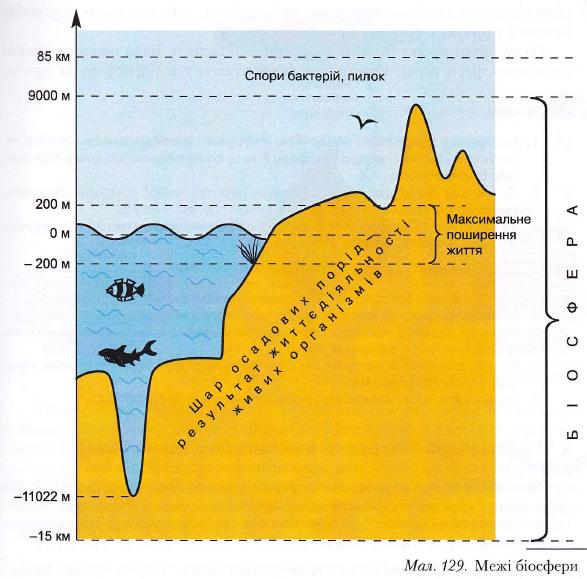 85 км
Спори бактерій, пилок
9000 м
200 м
0 м
– 200 м
Максимальне
поширення
життя
Шар осадових порід –
результат життєдіяльності
живих організмів
БІОСФЕРА
–11022 м
–15 км
Мал. 129. Межі біосфери